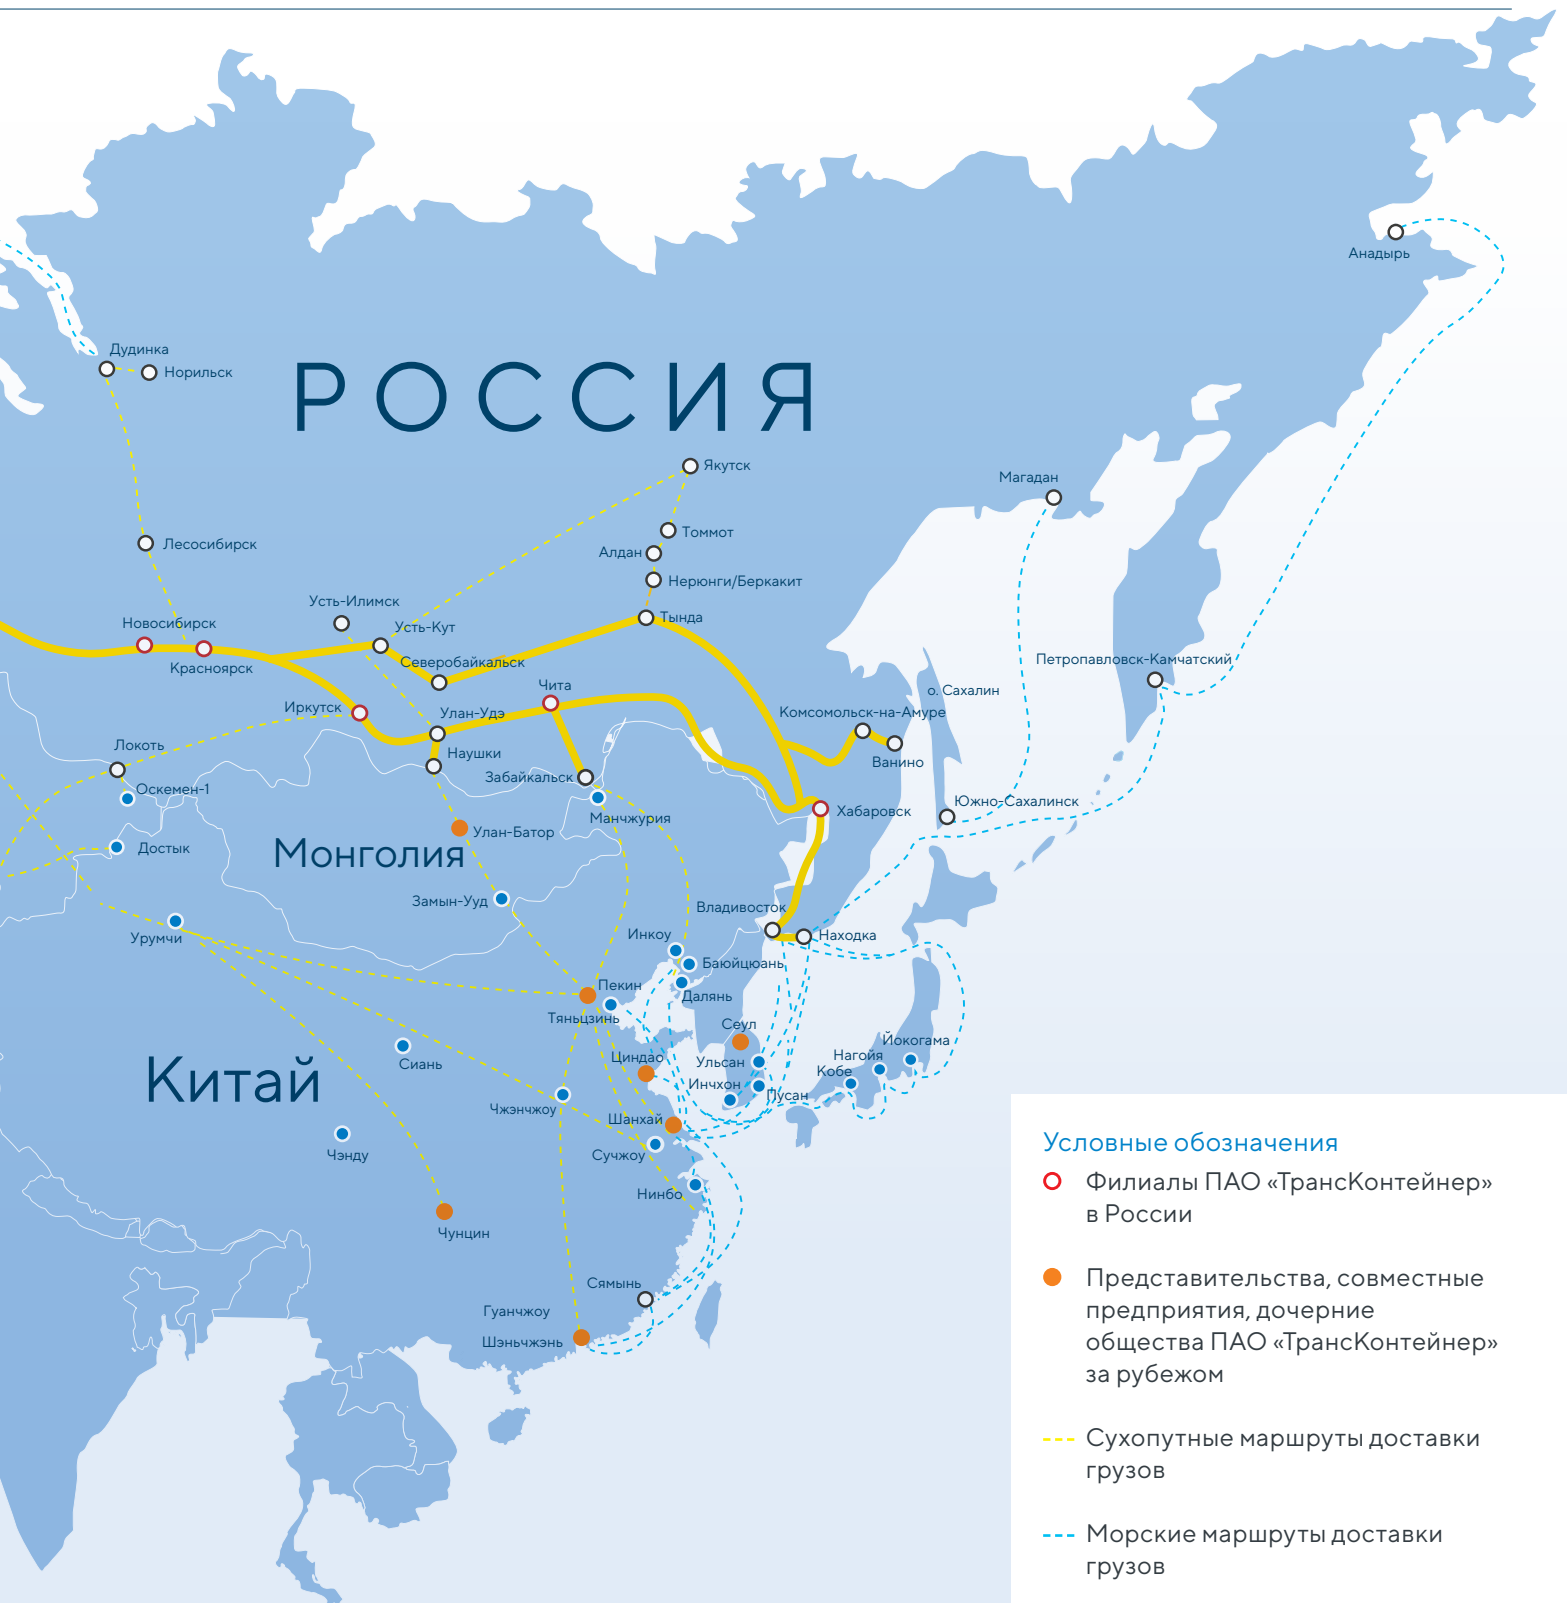 Анадырь
Дудинка
Норильск
РОССИЯ
Якутск
Магадан
Томмот
Лесосибирск
Алдан
Нерюнги/Беркакит
Усть-Илимск
Тында
Новосибирск
Усть-Кут
Красноярск
Северобайкальск
Петропавловск-Камчатский
Чита
о. Сахалин
Иркутск
Улан-Удэ
Комсомольск-на-Амуре
Локоть
Наушки
Ванино
Забайкальск
Оскемен-1
Южно-Сахалинск
Манчжурия
Хабаровск
Улан-Батор
Достык
Монголия
Замын-Ууд
Владивосток
Урумчи
Инкоу
Находка
Баюйцюань
Пекин
Далянь
Тяньцзинь
Сеул
Йокогама
Циндао
Ульсан
Нагойя
Сиань
Кобе
Китай
Инчхон
Пусан
Чжэнчжоу
Шанхай
Чэнду
Сучжоу
Нинбо
Чунцин
Сямынь
Гуанчжоу
Шэньчжэнь
Условные обозначения
Филиалы ПАО «ТрансКонтейнер»
в России
Представительства, совместные
предприятия, дочерние
общества ПАО «ТрансКонтейнер»
за рубежом
Сухопутные маршруты доставки
грузов
Морские маршруты доставки
грузов